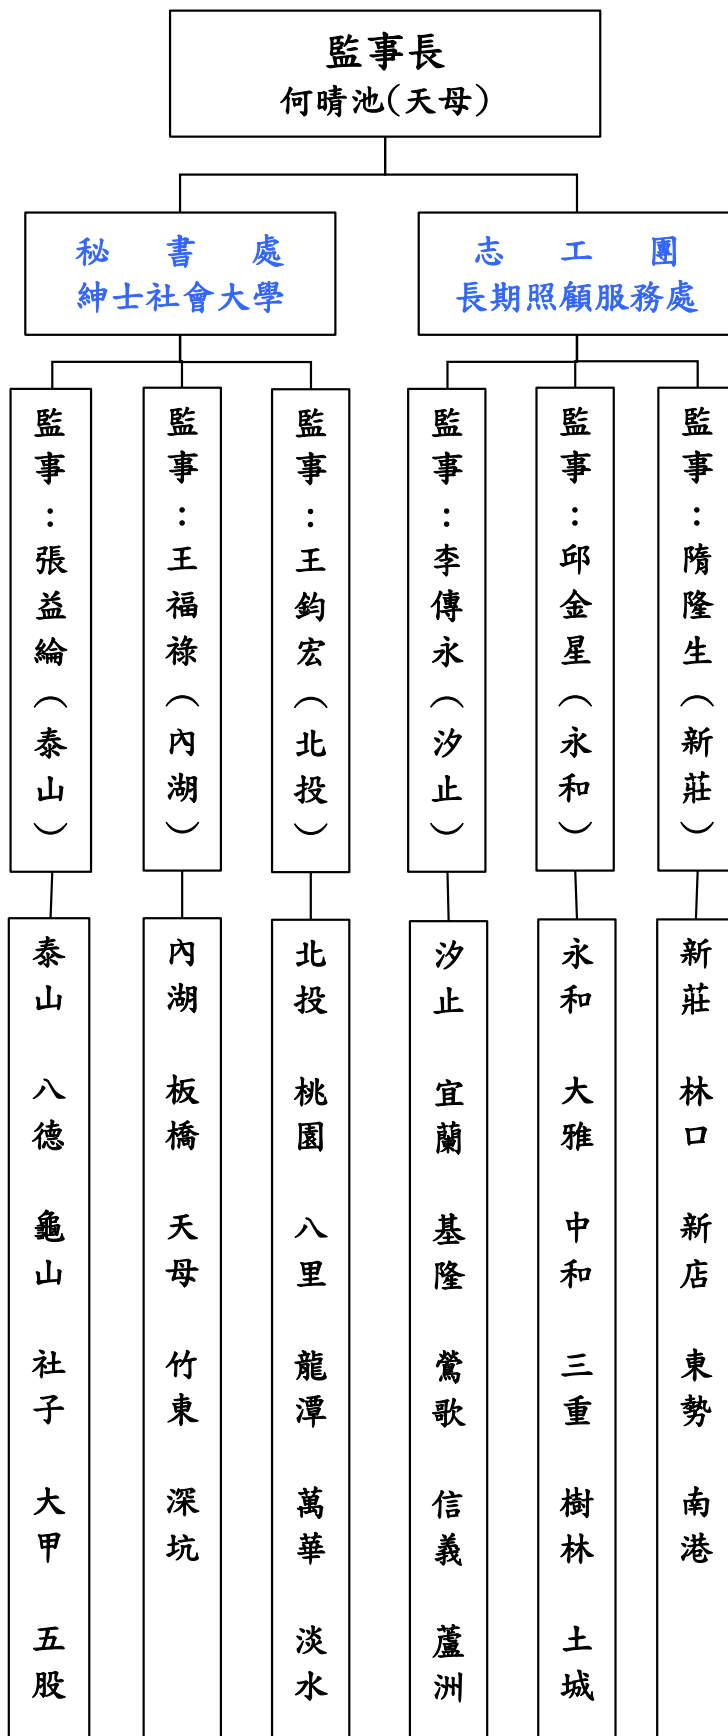 監事長
何晴池(天母)
秘 書 處
紳士社會大學
志 工 團
長期照顧服務處
監事：張益綸（泰山）
監事：王福祿（內湖）
監事：王鈞宏（北投）
監事：李傳永（汐止）
監事：邱金星（永和）
監事：隋隆生（新莊）
泰山 八德 龜山 社子 大甲 五股
內湖 板橋 天母 竹東 深坑
北投 桃園 八里 龍潭 萬華 淡水
汐止 宜蘭 基隆 鶯歌 信義 蘆洲
永和 大雅 中和 三重 樹林 土城
新莊 林口 新店 東勢 南港